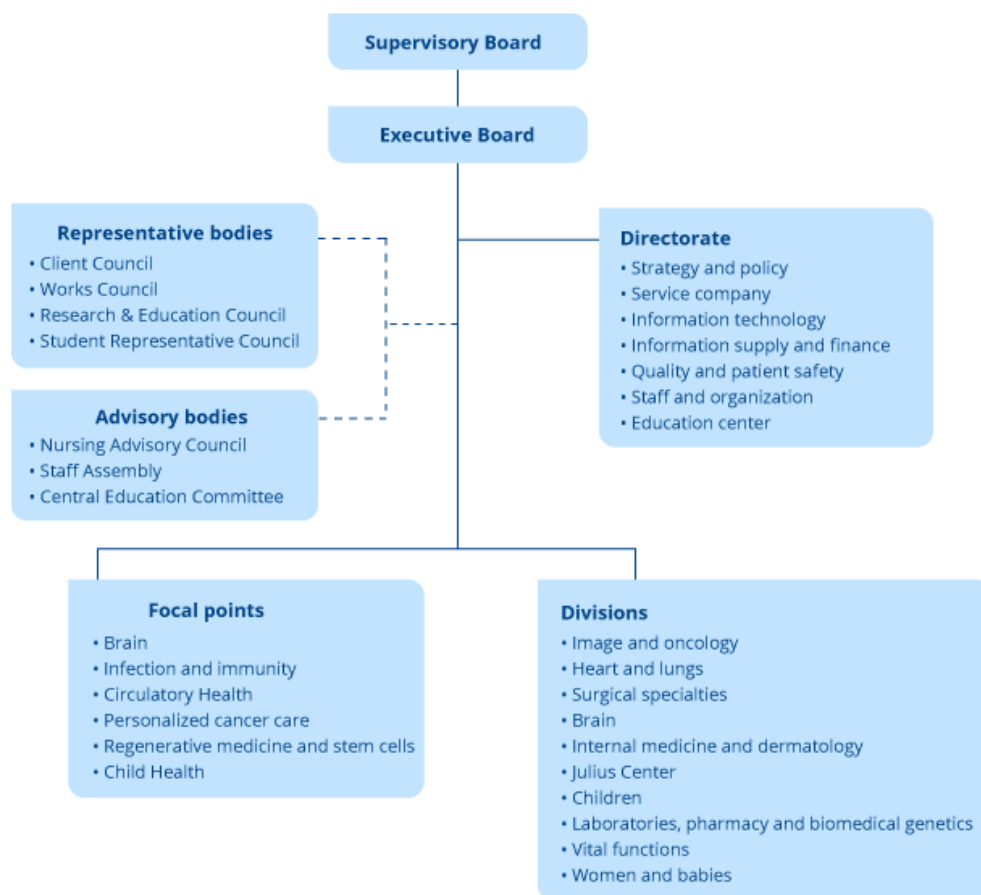 Supervisory Board
Executive Board
Representative bodies
• Client Council
• Works Council
• Research & Education Council
• Student Representative Council
Directorate
• Strategy and policy
• Service company
• Information technology
• Information supply and finance
• Quality and patient safety
• Staff and organization
• Education center
Advisory bodies
• Nursing Advisory Council
• Staff Assembly
• Central Education Committee
Focal points
• Brain
• Infection and immunity
• Circulatory Health
• Personalized cancer care
• Regenerative medicine and stem cells
• Child Health
Divisions
• Image and oncology
• Heart and lungs
• Surgical specialties
• Brain
• Internal medicine and dermatology
• Julius Center
• Children
• Laboratories, pharmacy and biomedical genetics
• Vital functions
• Women and babies